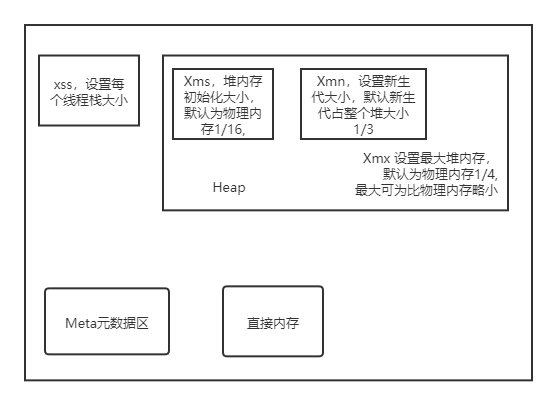 xss，设置每
个线程栈大小
Xms，堆内存
初始化大小，
默认为物理内
存1/16,
Xmn，设置新生
代大小，默认新生
代占整个堆大小
1/3
Xmx 设置最大堆内存，
默认为物理内存1/4,
最大可为比物理内存略小
Heap
Meta元数据区
直接内存